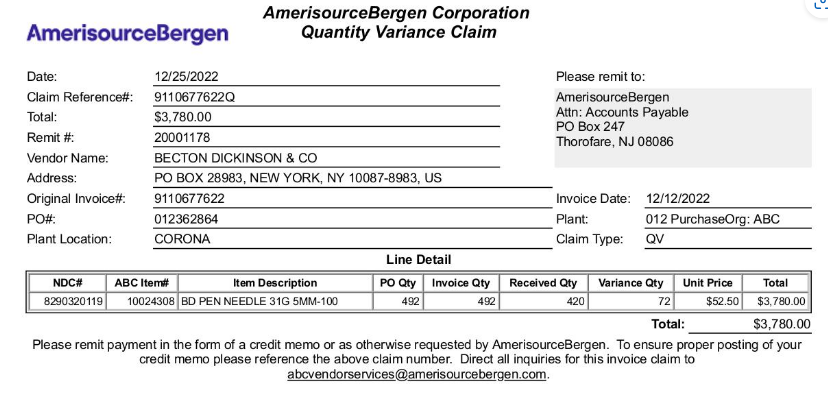 AmerisourceBergen
AmerisourceBergen Corporation
Quantity Variance Claim
Date: 12/25/2022
Claim Reference#: 9110677622Q
Total: $3,780.00
Remit #: 20001178
Vendor Name: BECTON DICKINSON & CO
Address: PO BOX 28983, NEW YORK, NY 10087-8983, US
Please remit to:
AmerisourceBergen
Attn: Accounts Payable
PO Box 247
Thorofare, NJ 08086
Original Invoice#: 9110677622 Invoice Date: 12/12/2022
PO#: 012362864 Plant: 012 PurchaseOrg: ABC
Plant Location: CORONA Claim Type: QV
Line Detail
NDC# ABC Item# Item Description PO Qty Invoice Qty Received Qty Variance Qty Unit Price Total
8290320119 10024308 BD PEN NEEDLE 31G 5MM-100 492 492 420 72 $52.50 $3,780.00
Total: $3,780.00
Please remit payment in the form of a credit memo or as otherwise requested by AmerisourceBergen. To ensure proper posting of your
credit memo please reference the above claim number. Direct all inquiries for this invoice claim to
abcvendorservices@amerisourcebergen.com.